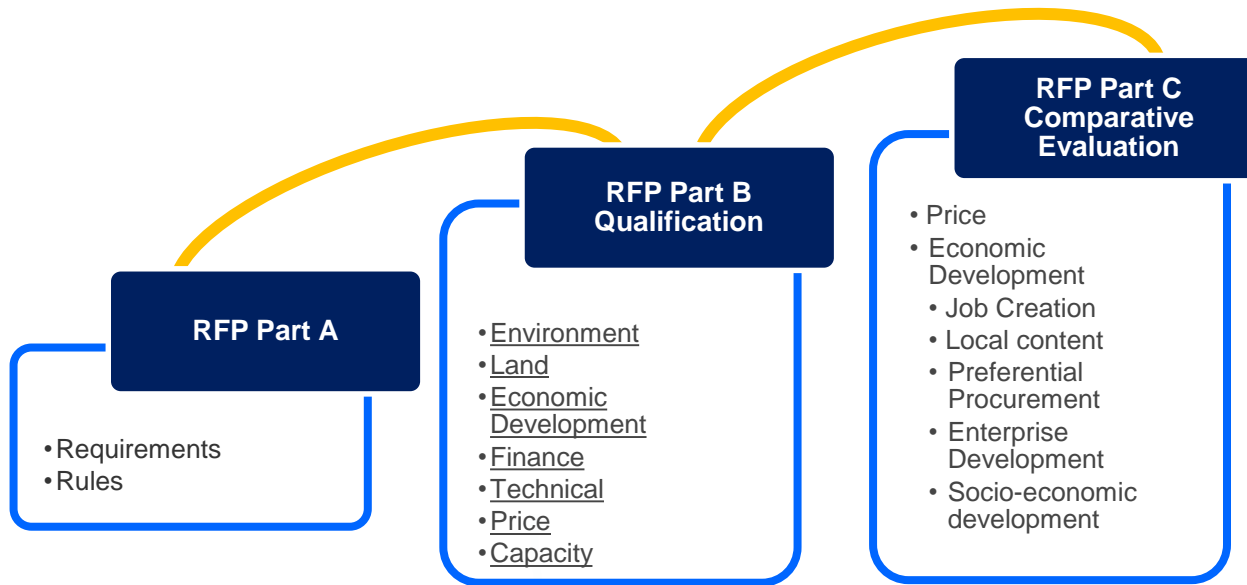 RFP Part A
• Requirements
• Rules
RFP Part B
Qualification
• Environment
• Land
• Economic
Development
• Finance
• Technical
• Price
• Capacity
RFP Part C
Comparative
Evaluation
• Price
• Economic
Development
• Job Creation
• Local content
• Preferential
Procurement
• Enterprise
Development
• Socio-economic
development